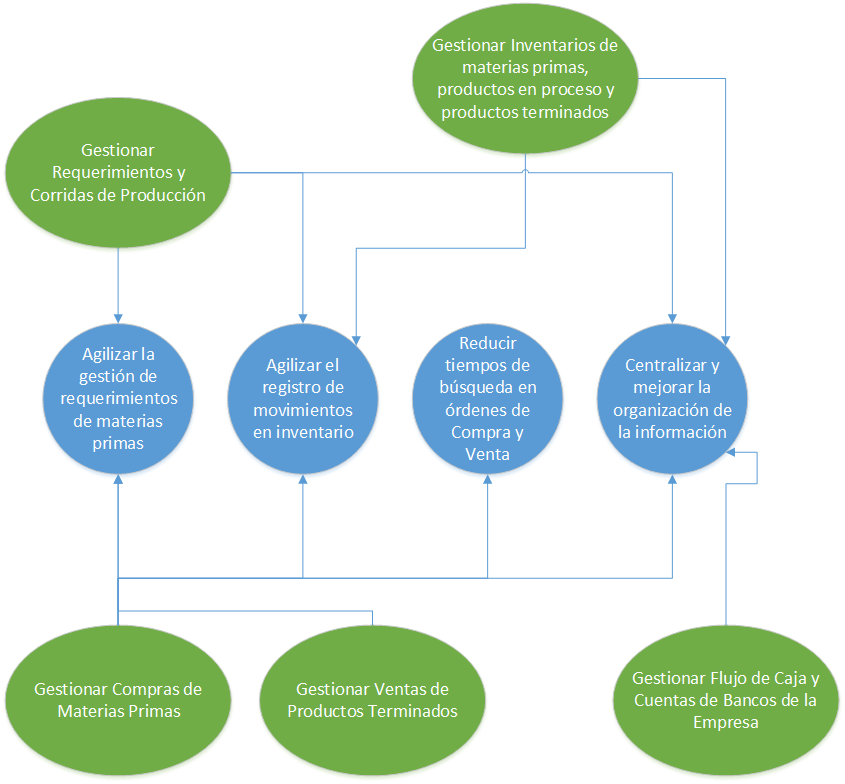 Gestionar Inventarios de
materias primas,
productos en proceso y
productos terminados
Gestionar
Requerimientos y
Corridas de Producción
Agilizar la
gestión de
requerimientos
de materias
primas
Agilizar el
registro de
movimientos
en inventario
Reducir
tiempos de
búsqueda en
órdenes de
Compra y
Venta
Centralizar y
mejorar la
organización de
la información
Gestionar Compras de
Materias Primas
Gestionar Ventas de
Productos Terminados
Gestionar Flujo de Caja y
Cuentas de Bancos de la
Empresa